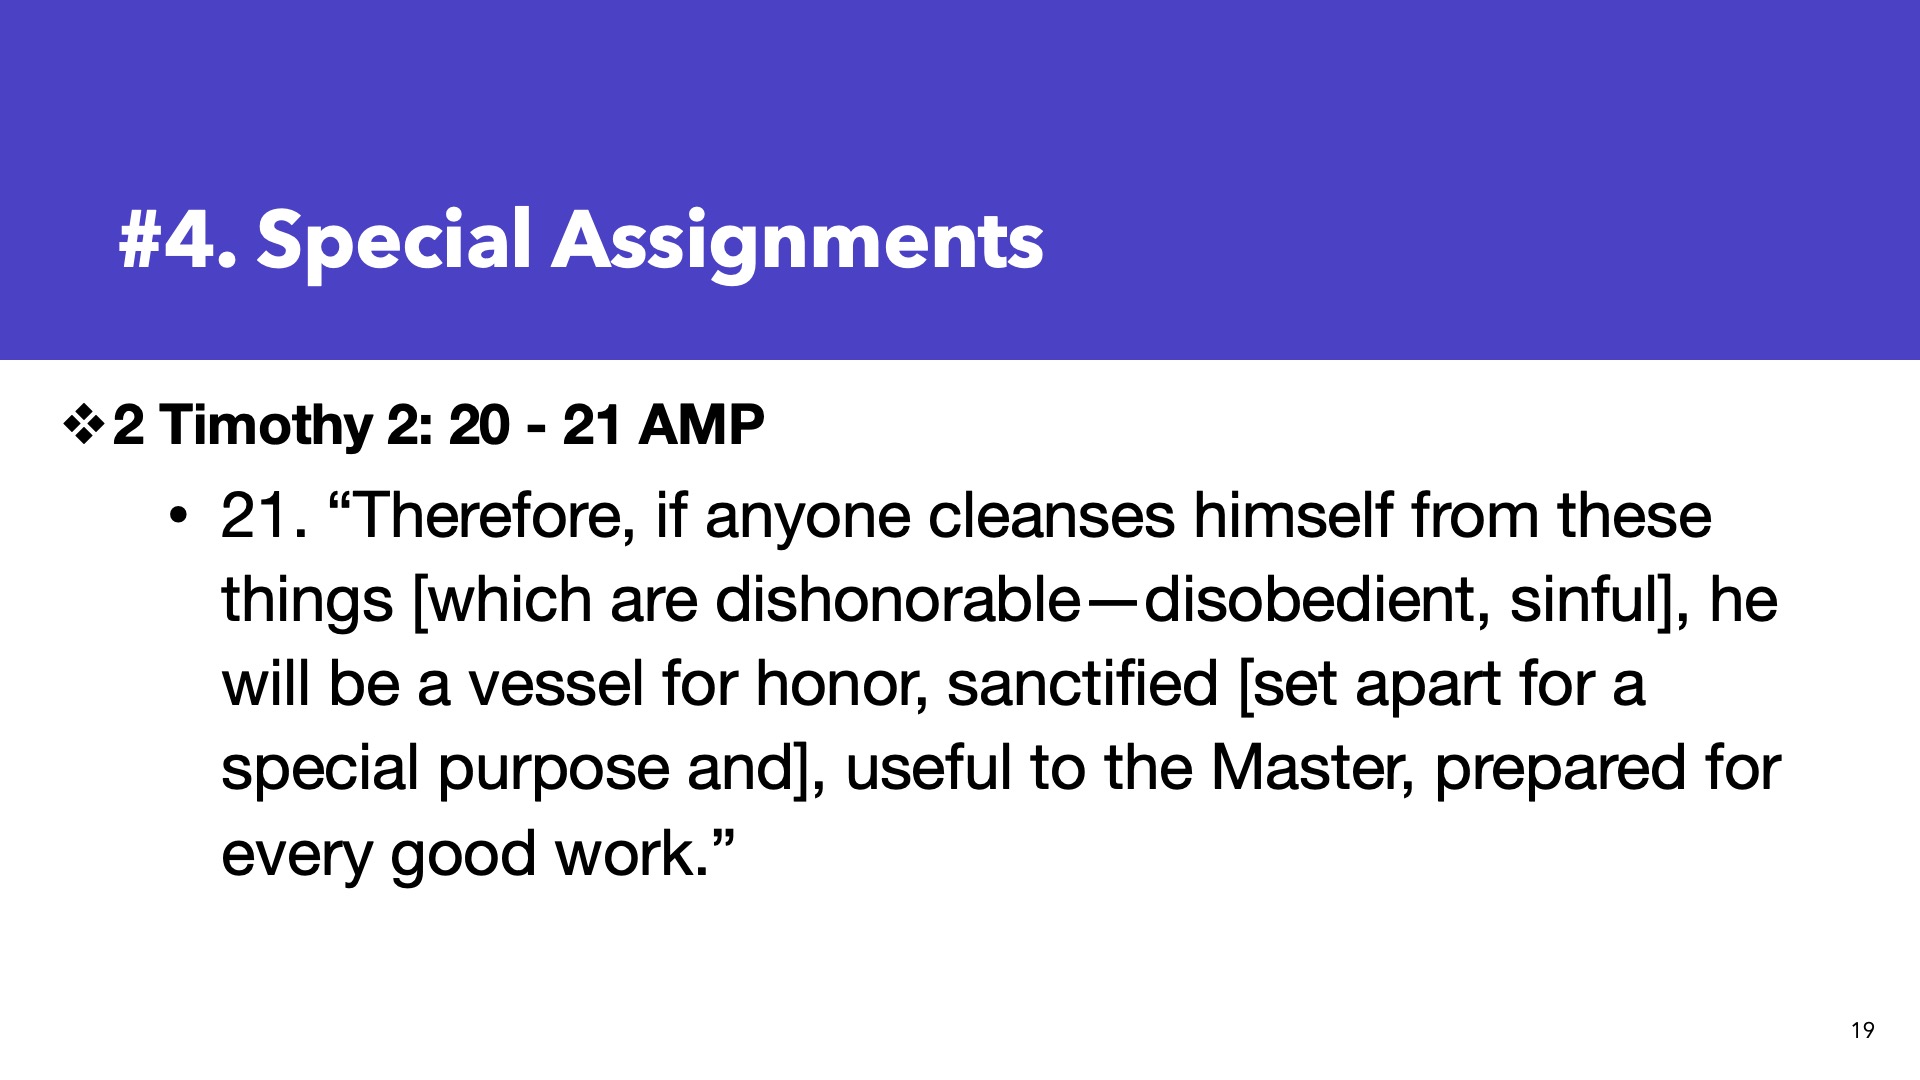 #4. Special Assignments
❖2 Timothy 2: 20 - 21 AMP
• 21. “Therefore, if anyone cleanses himself from these
things [which are dishonorable—disobedient, sinful], he
will be a vessel for honor, sanctified [set apart for a
special purpose and], useful to the Master, prepared for
every good work.”
19